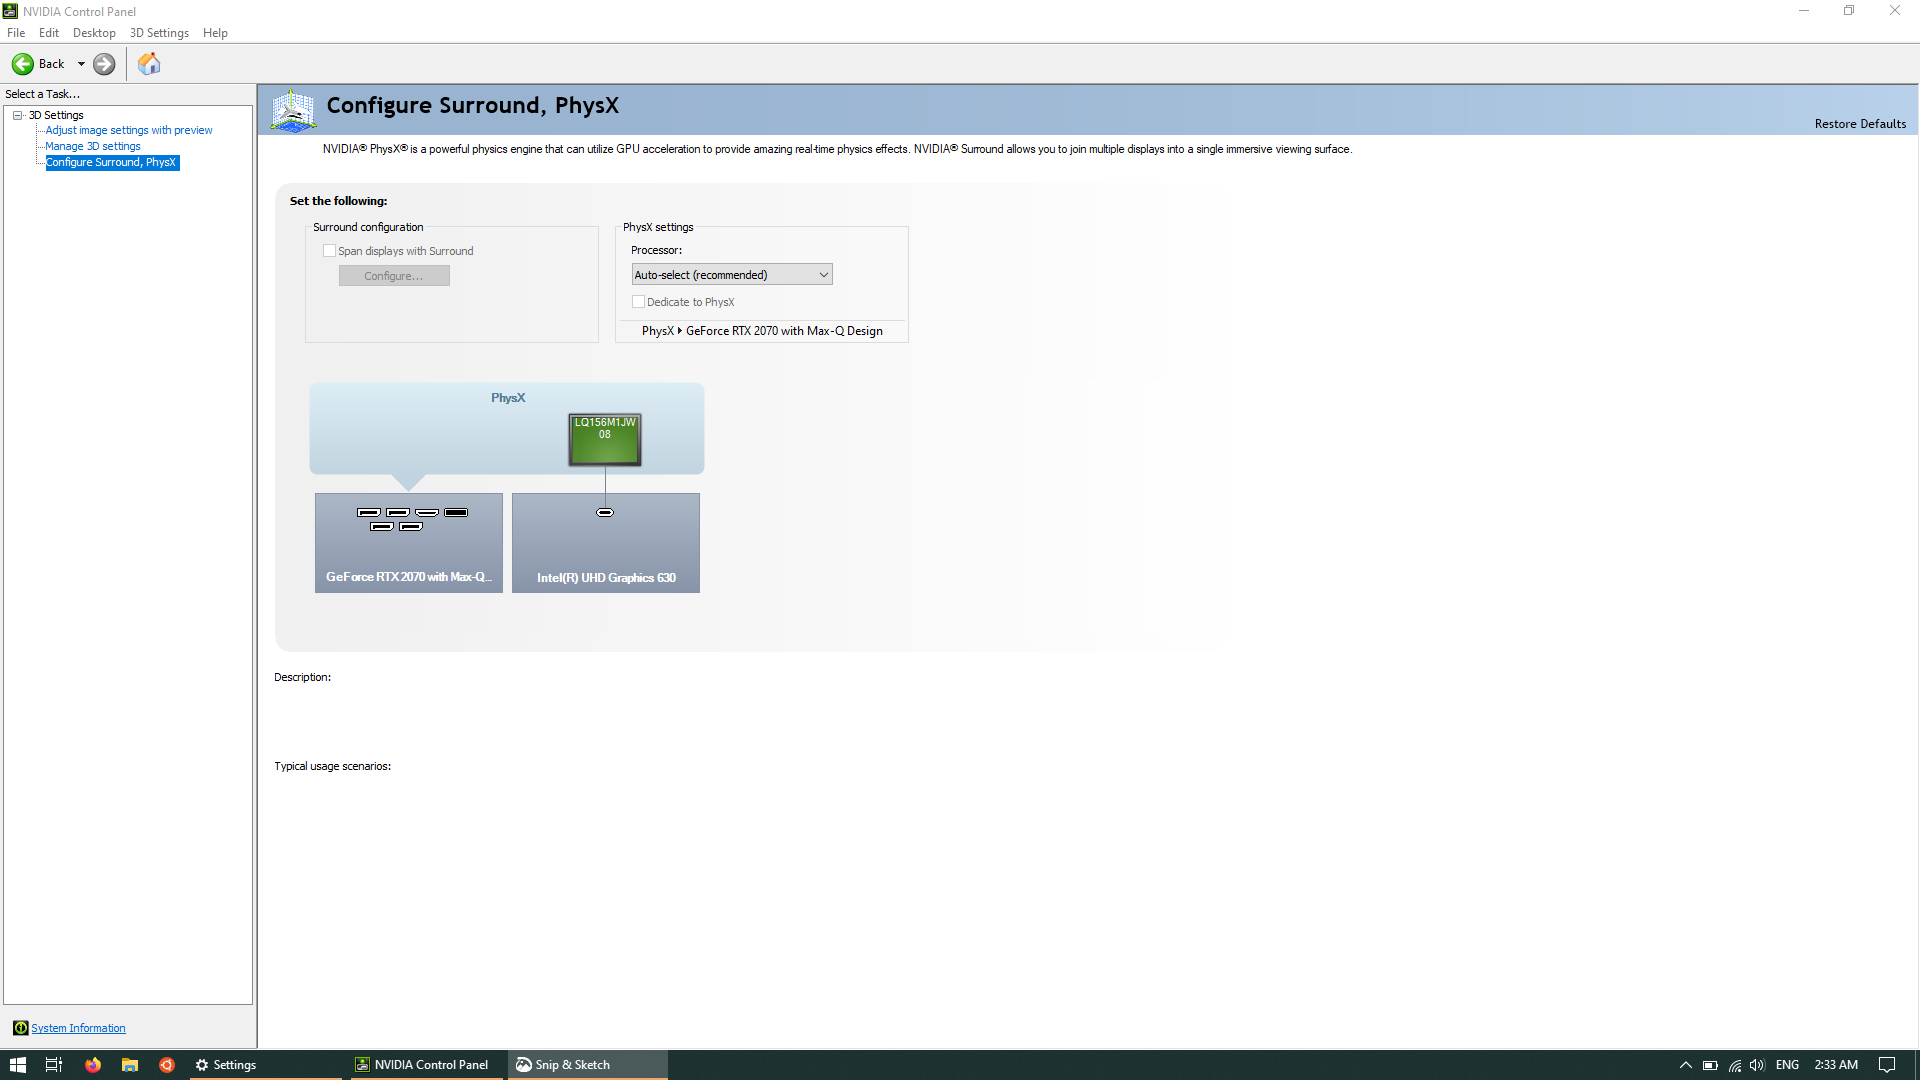 NVIDIA Control Panel
File Edit Desktop 3D Settings Help
Back
Select a Task...
3D Settings
Adjust image settings with preview
Manage 3D settings
Configure Surround, PhysX
System Information
Configure Surround, PhysX
Restore Defaults
NVIDIA® PhysX® is a powerful physics engine that can utilize GPU acceleration to provide amazing real-time physics effects. NVIDIA® Surround allows you to join multiple displays into a single immersive viewing surface.
Set the following:
Surround configuration
Span displays with Surround
Configure...
PhysX settings
Processor:
Auto-select (recommended)
Dedicate to PhysX
PhysX GeForce RTX 2070 with Max-Q Design
PhysX
LQ156M1JW
08
GeForce RTX 2070 with Max-Q...
Intel(R) UHD Graphics 630
Description:
Typical usage scenarios:
Settings
NVIDIA Control Panel
Snip & Sketch
ENG
2:33 AM